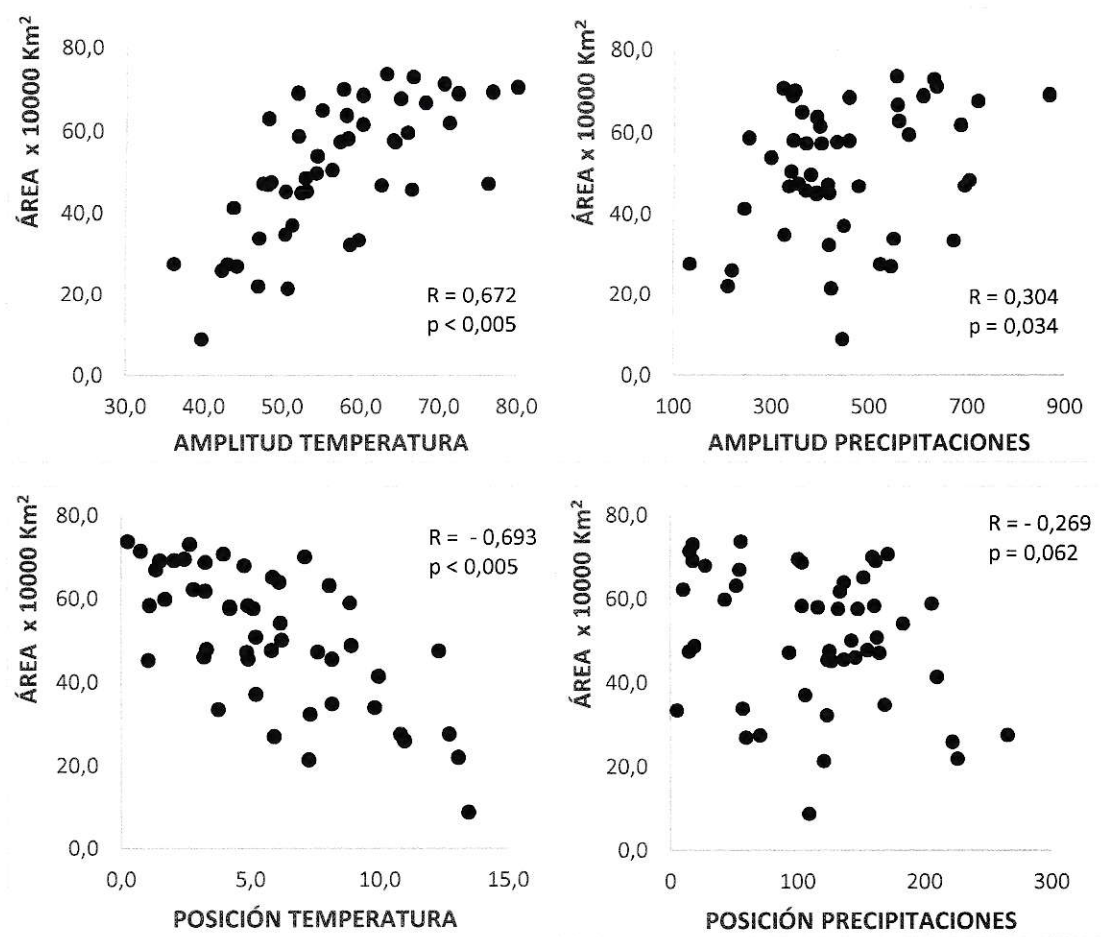 ÁREA x 10000 Km²
80,0
60,0
40,0
20,0
0,0
R = 0,672
p < 0,005
30,0 40,0 50,0 60,0 70,0 80,0
AMPLITUD TEMPERATURA
ÁREA x 10000 Km²
80,0
60,0
40,0
20,0
0,0
R = 0,304
p = 0,034
100 300 500 700 900
AMPLITUD PRECIPITACIONES
ÁREA x 10000 Km²
80,0
60,0
40,0
20,0
0,0
R = - 0,693
p < 0,005
0,0 5,0 10,0 15,0
POSICIÓN TEMPERATURA
ÁREA x 10000 Km²
80,0
60,0
40,0
20,0
0,0
R = - 0,269
p = 0,062
0 100 200 300
POSICIÓN PRECIPITACIONES